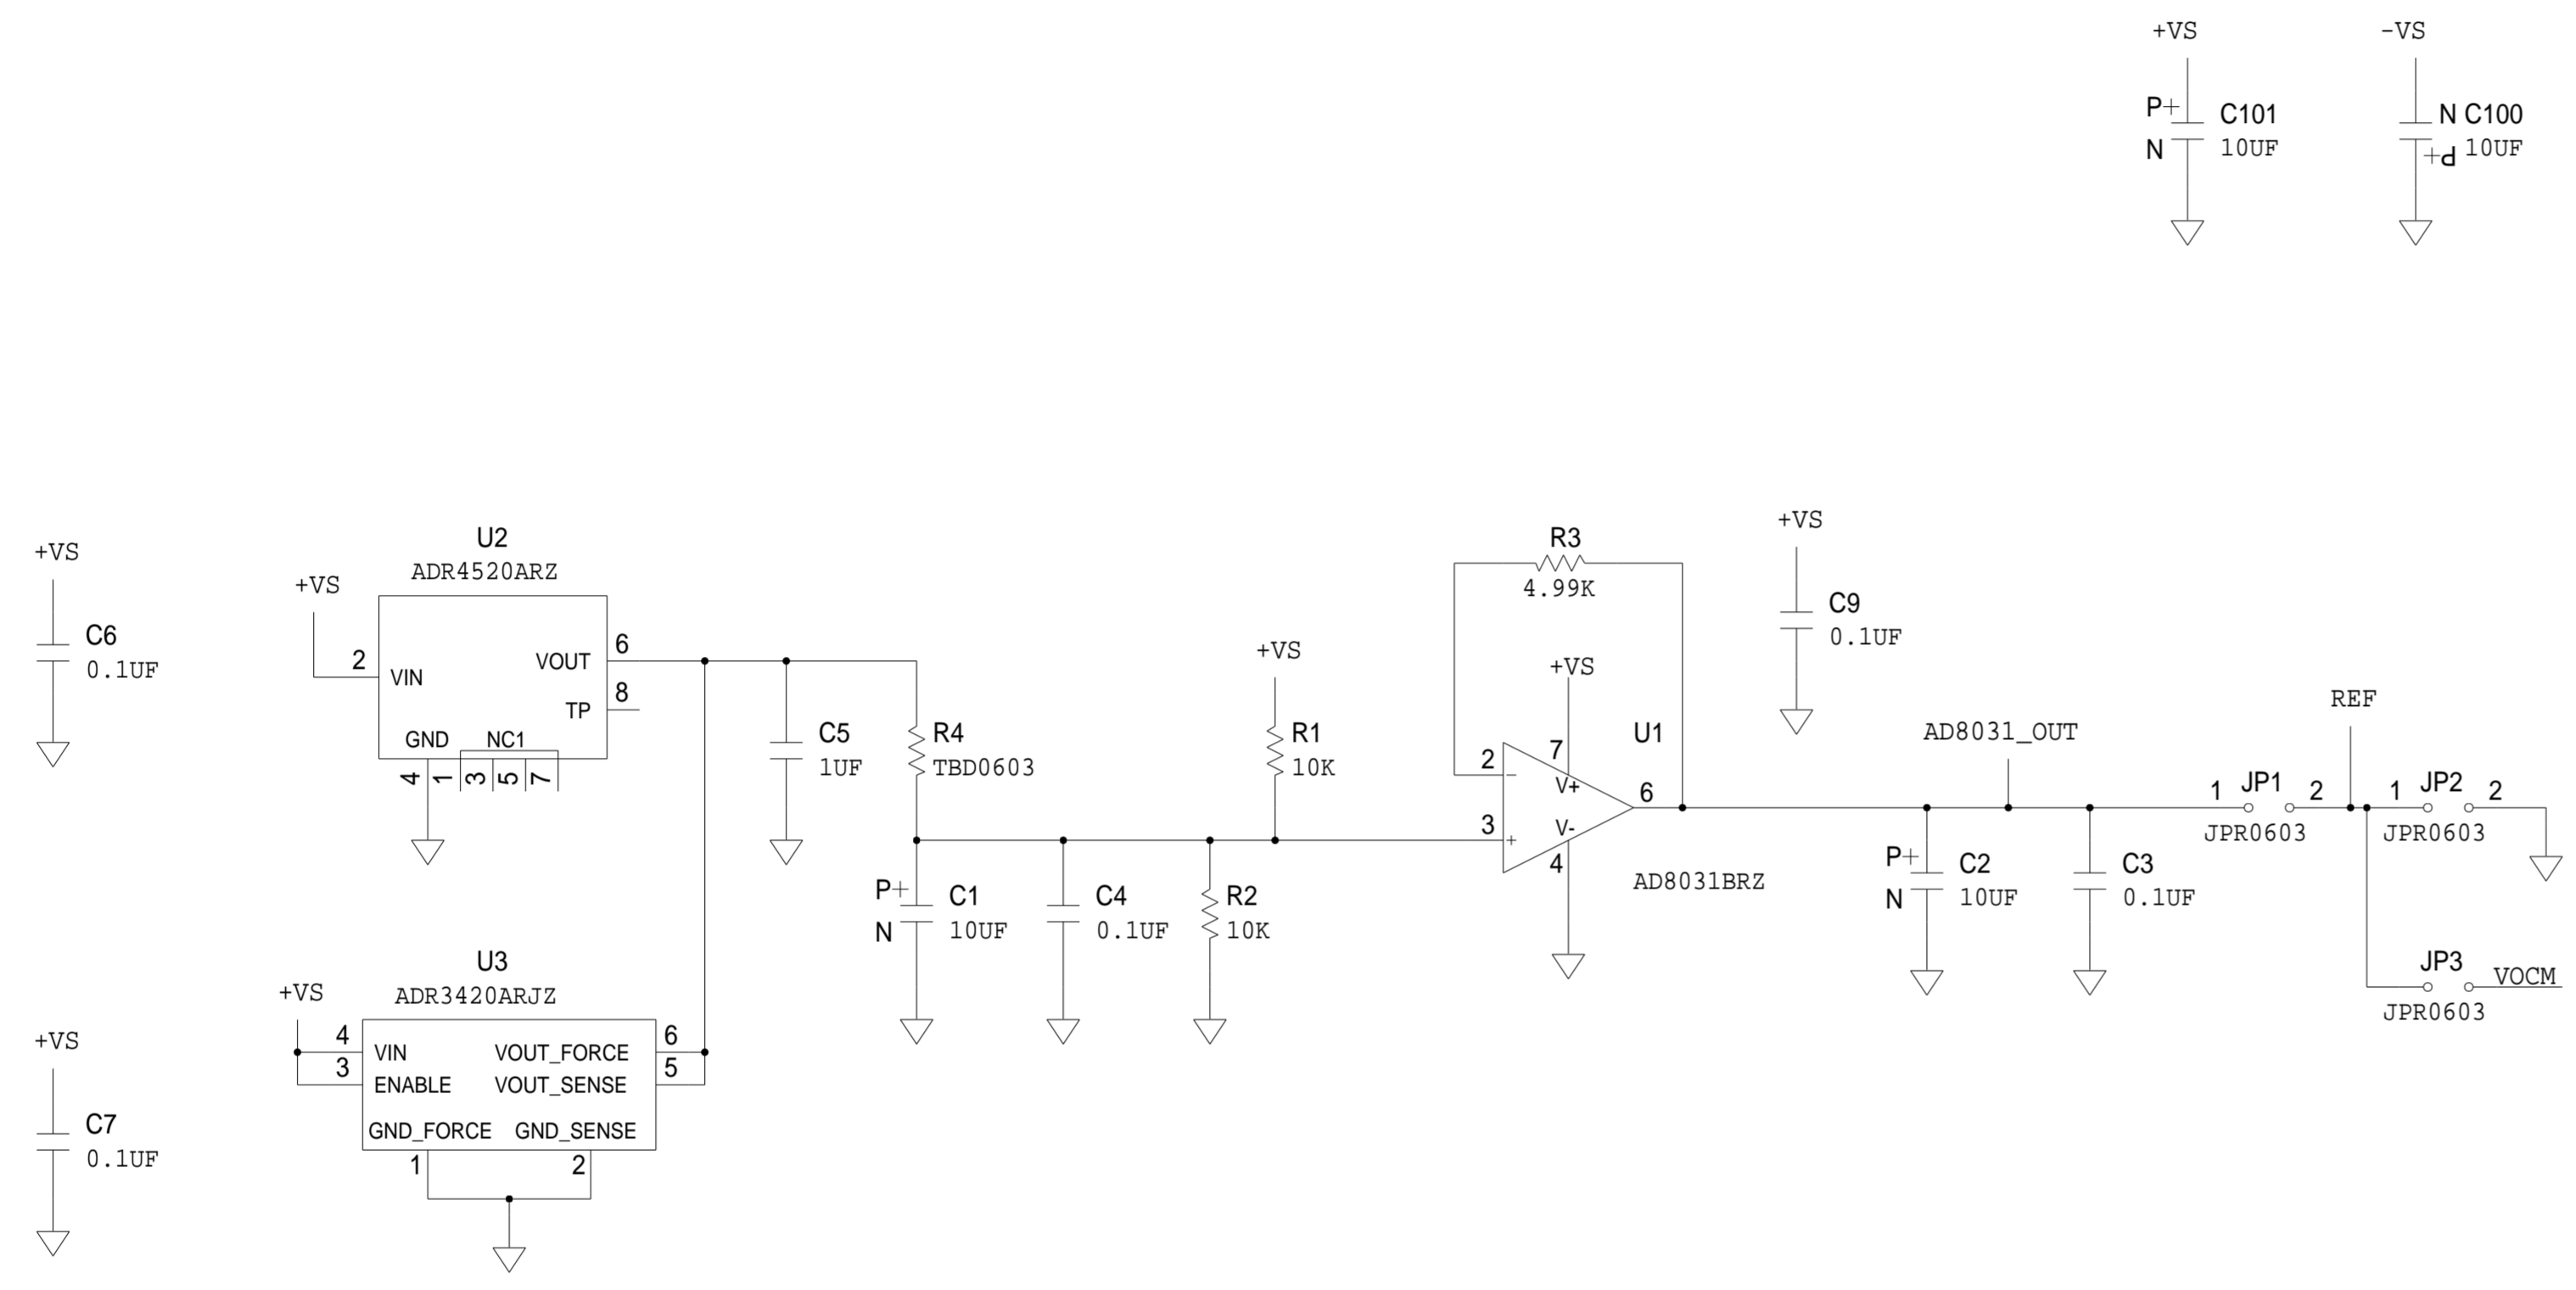 +VS
-VS
P+
N
C101
10UF
N C100
P+
10UF
U2
ADR4520ARZ
+VS
C6
0.1UF
+VS
2
VIN
VOUT
6
TP
8
GND
NC1
4
1
3
5
7
C5
1UF
R4
TBD0603
+VS
R1
10K
R3
4.99K
+VS
U1
2
-
7
V+
6
3
+
V-
4
AD8031BRZ
+VS
C9
0.1UF
AD8031_OUT
REF
1
JP1
2
JPR0603
1
JP2
2
JPR0603
P+
N
C1
10UF
C4
0.1UF
R2
10K
P+
N
C2
10UF
C3
0.1UF
JP3
VOCM
JPR0603
U3
ADR3420ARJZ
+VS
4
VIN
VOUT_FORCE
6
3
ENABLE
VOUT_SENSE
5
GND_FORCE
GND_SENSE
1
2
+VS
C7
0.1UF